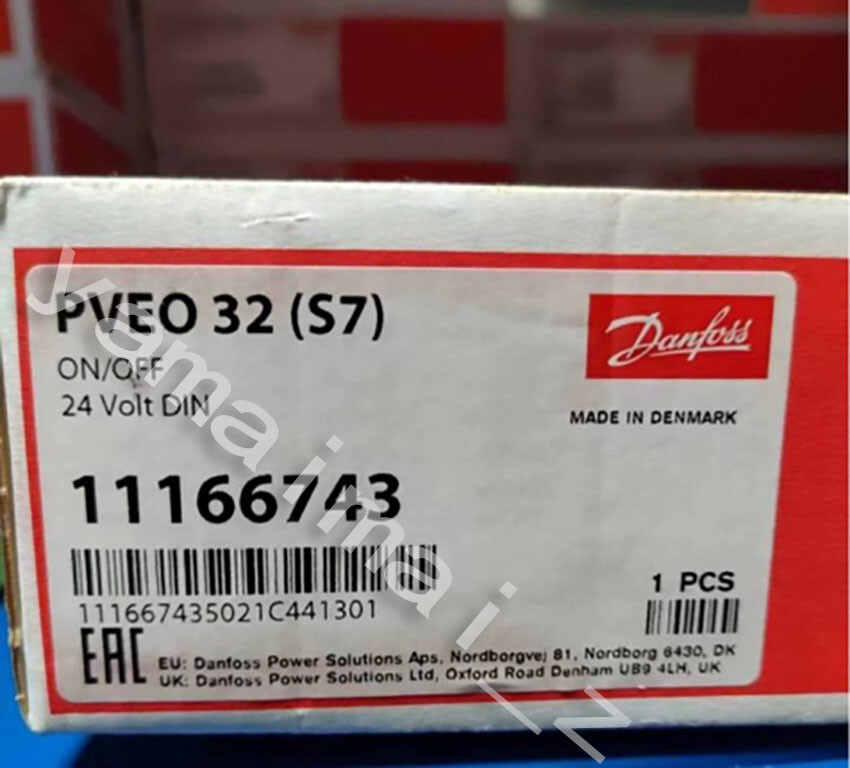 PVEO 32 (S7)
ON/OFF
24 Volt DIN
Danfoss
MADE IN DENMARK
11166743
111667435021C441301
1 PCS
EAC
EU: Danfoss Power Solutions Aps, Nordborgvej 81, Nordborg 6430, DK
UK: Danfoss Power Solutions Ltd, Oxford Road Denham UB9 4LH, UK
yamaimai_z